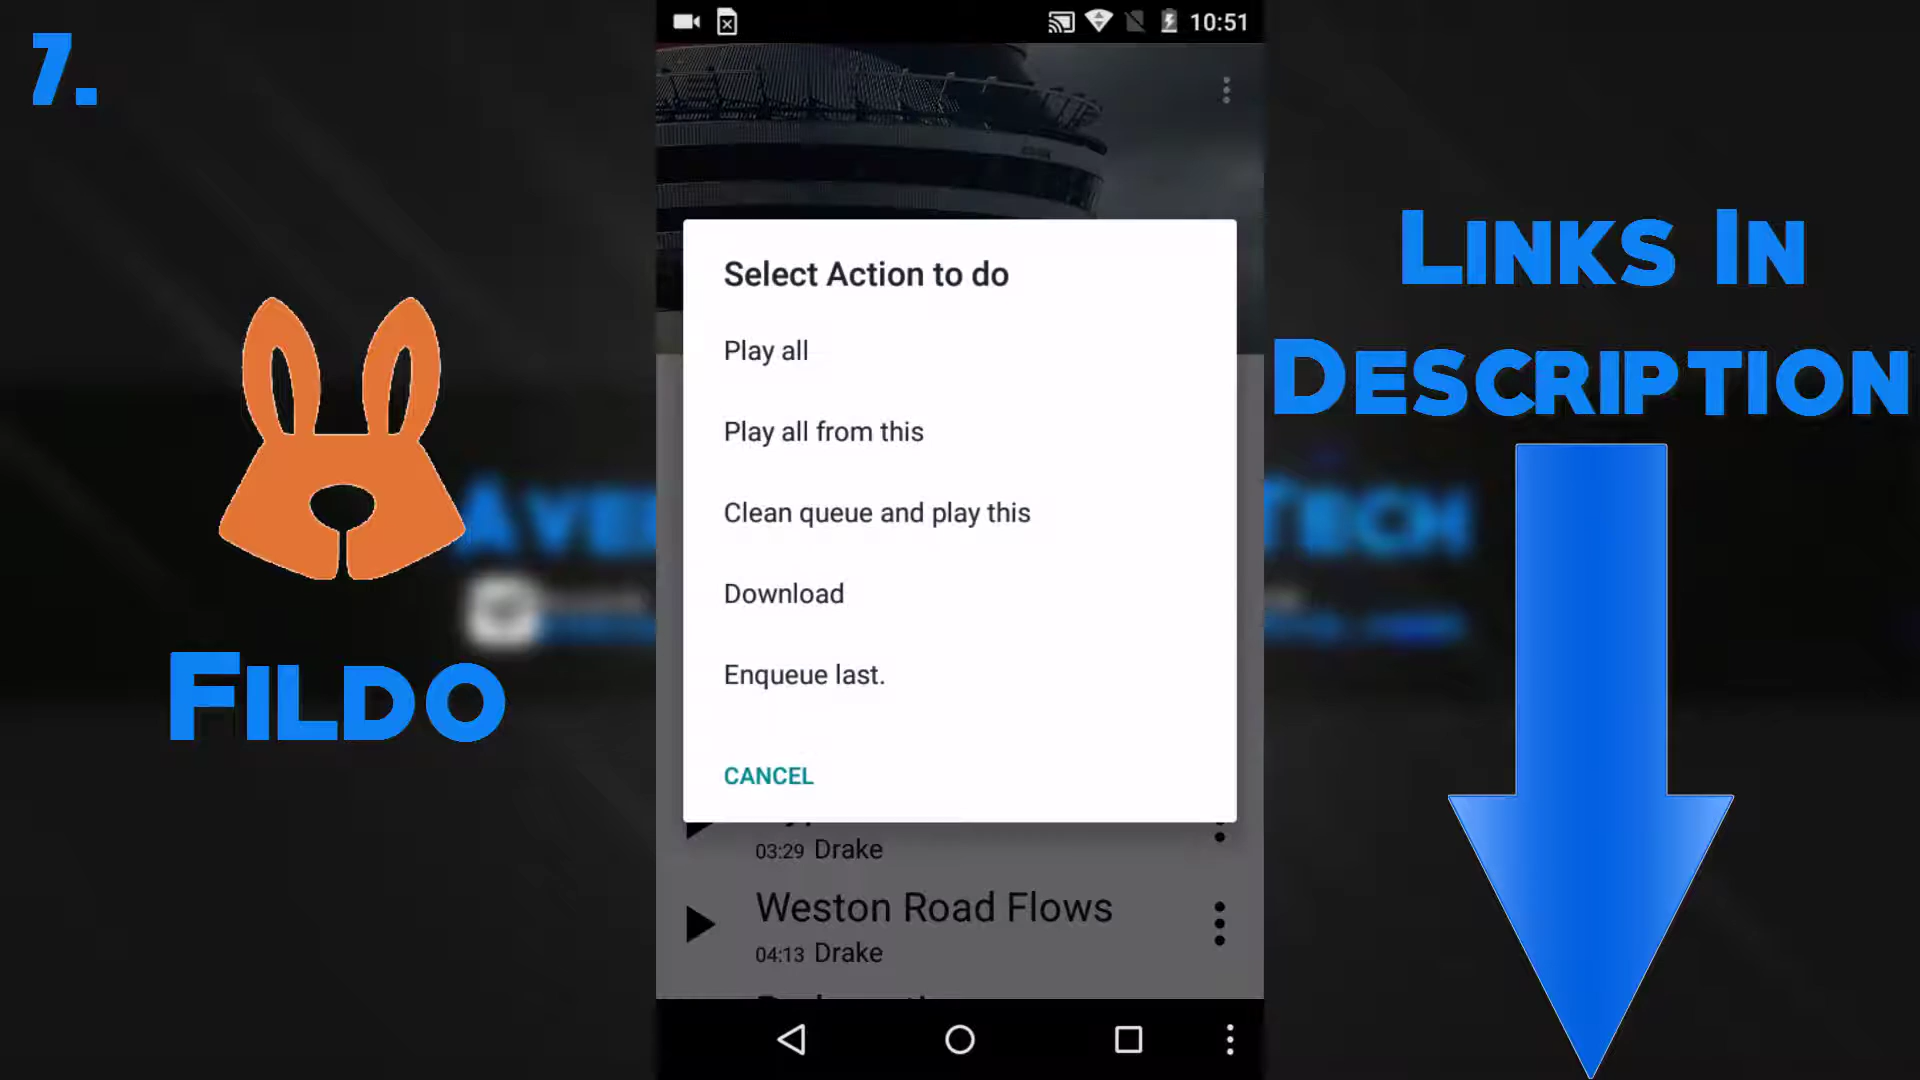 7.
10:51
LINKS IN
DESCRIPTION
Select Action to do
Play all
Play all from this
Clean queue and play this
Download
Enqueue last.
CANCEL
FILDO
03:29 Drake
Weston Road Flows
04:13 Drake